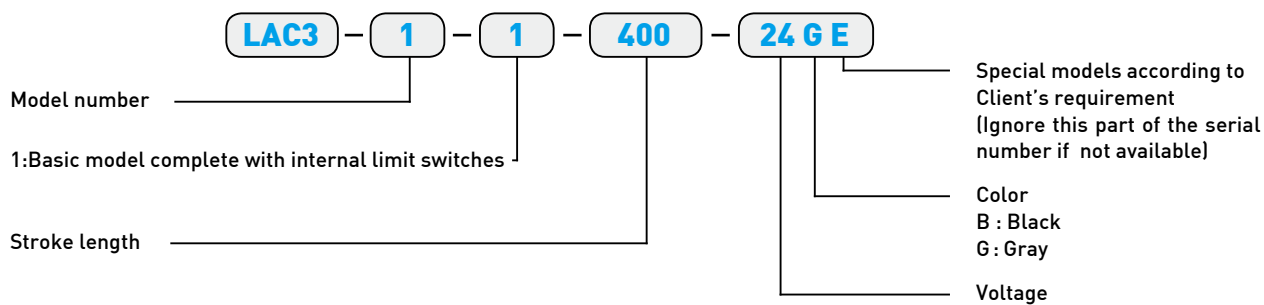 LAC3 - 1 - 1 - 400 - 24 G E
Model number
1:Basic model complete with internal limit switches
Stroke length
Special models according to
Client's requirement
(Ignore this part of the serial
number if not available)
Color
B : Black
G : Gray
Voltage